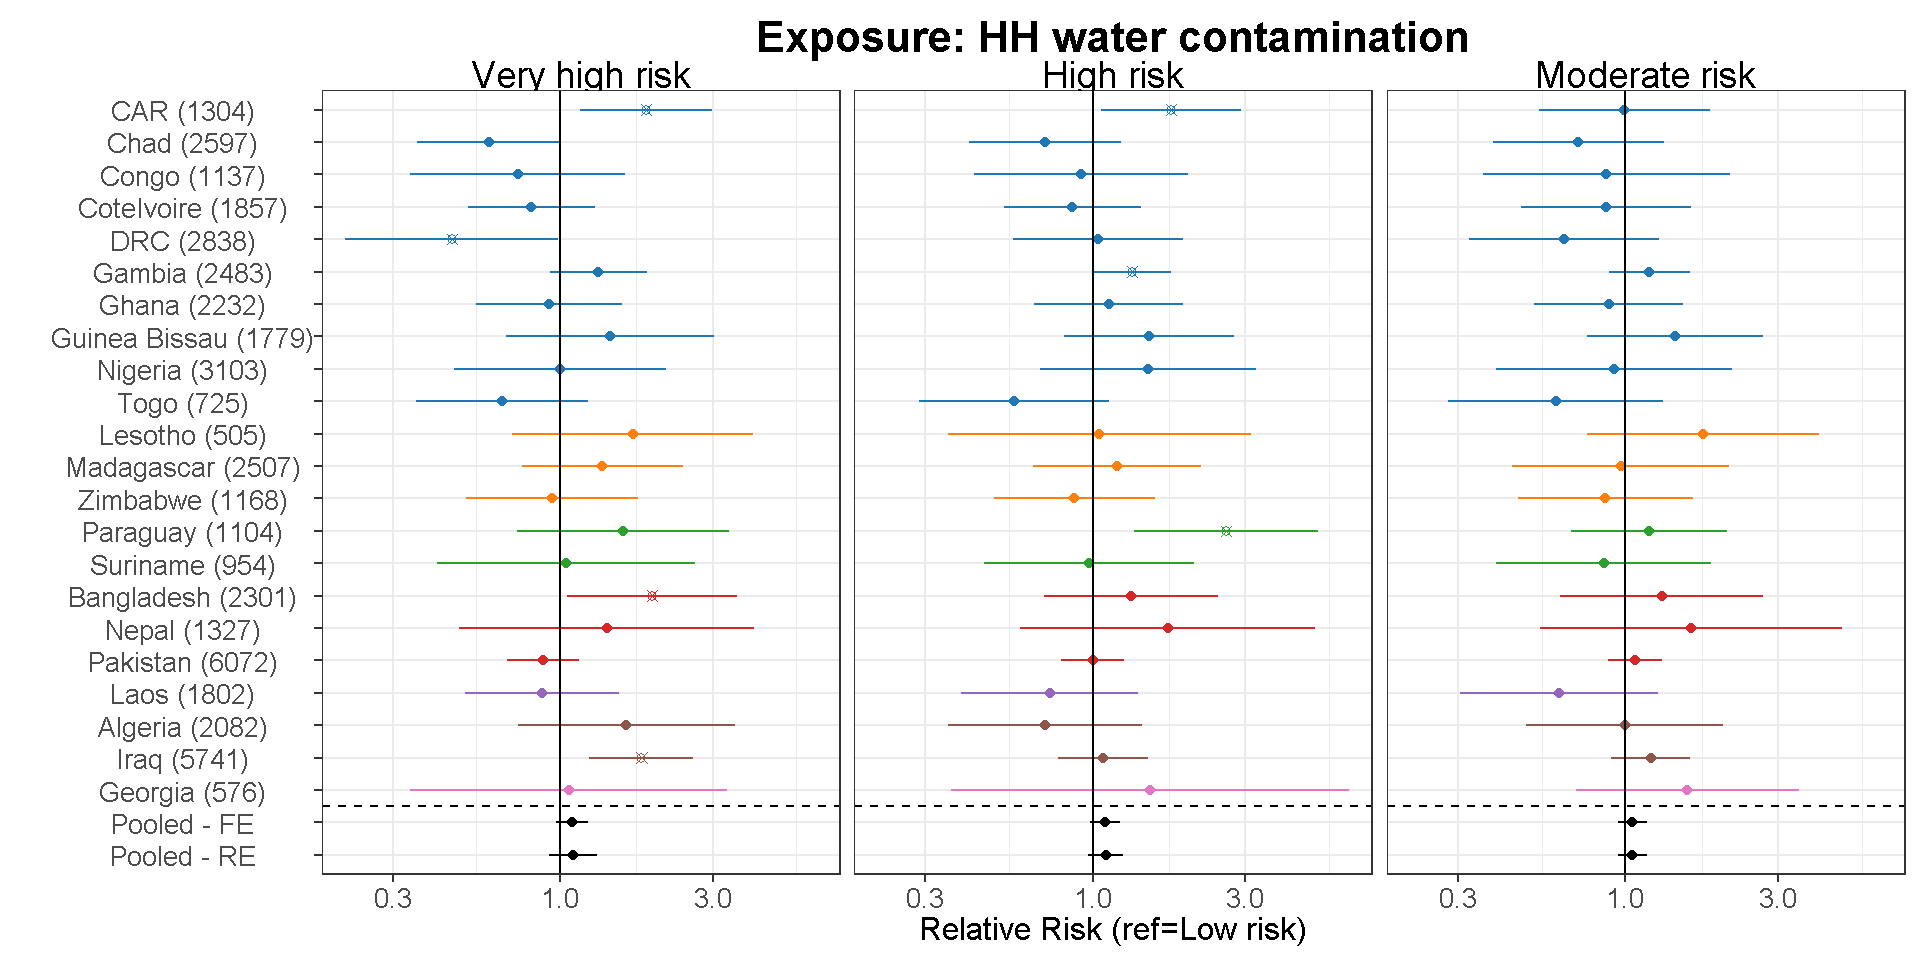 Exposure: HH water contamination
Very high risk High risk Moderate risk
CAR (1304)
Chad (2597)
Congo (1137)
CoteIvoire (1857)
DRC (2838)
Gambia (2483)
Ghana (2232)
Guinea Bissau (1779)
Nigeria (3103)
Togo (725)
Lesotho (505)
Madagascar (2507)
Zimbabwe (1168)
Paraguay (1104)
Suriname (954)
Bangladesh (2301)
Nepal (1327)
Pakistan (6072)
Laos (1802)
Algeria (2082)
Iraq (5741)
Georgia (576)
Pooled - FE
Pooled - RE
0.3 1.0 3.0 0.3 1.0 3.0 0.3 1.0 3.0
Relative Risk (ref=Low risk)